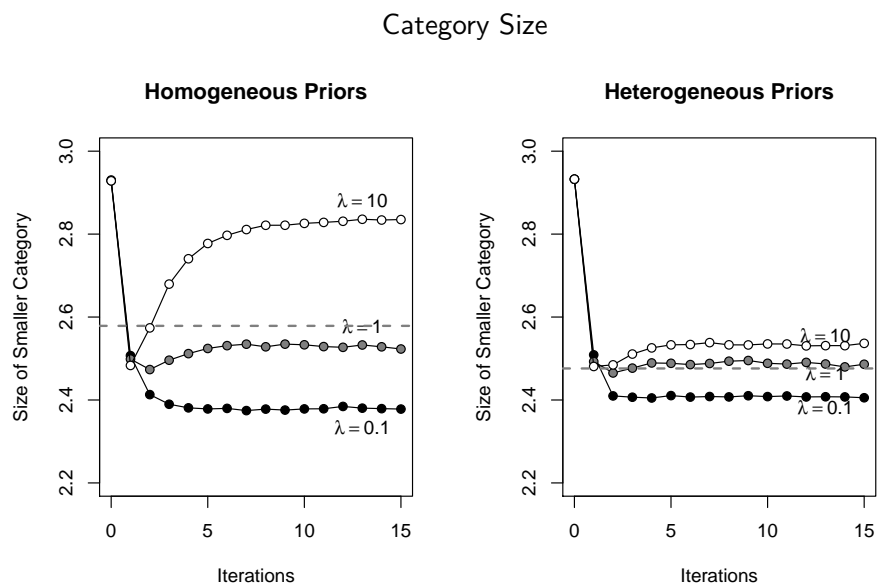 Category Size
Homogeneous Priors
Size of Smaller Category
3.0
2.8
2.6
2.4
2.2
λ = 10
λ = 1
λ = 0.1
0 5 10 15
Iterations
Heterogeneous Priors
Size of Smaller Category
3.0
2.8
2.6
2.4
2.2
λ = 10
λ = 1
λ = 0.1
0 5 10 15
Iterations